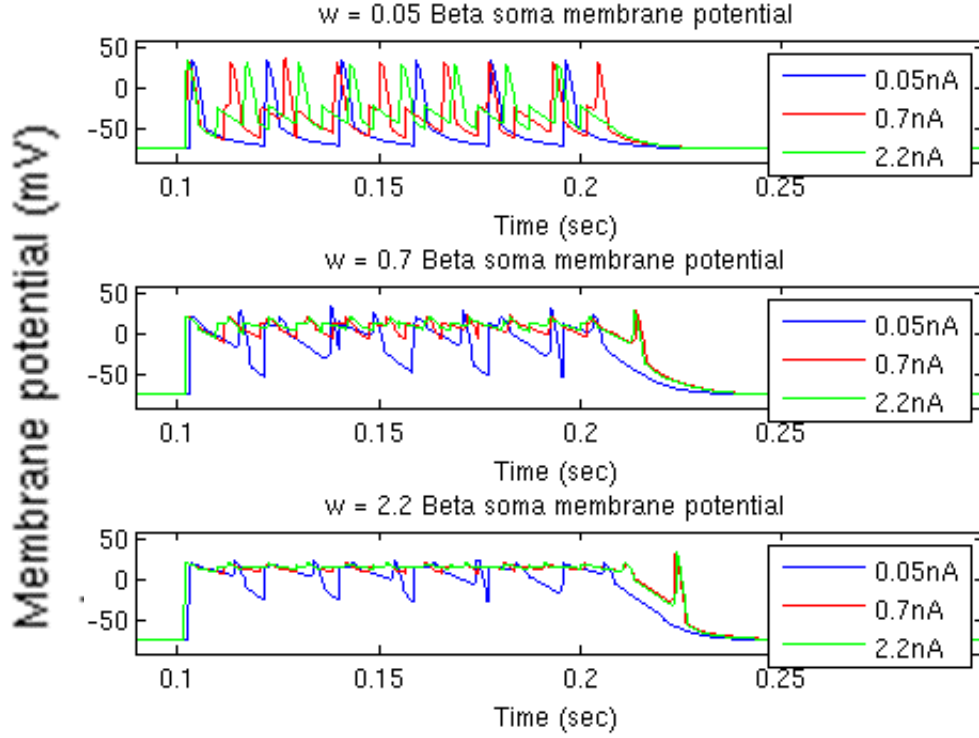 Membrane potential (mV)
w = 0.05 Beta soma membrane potential
50
0
-50
0.1
0.15
0.2
0.25
Time (sec)
0.05nA
0.7nA
2.2nA
w = 0.7 Beta soma membrane potential
50
0
-50
0.1
0.15
0.2
0.25
Time (sec)
0.05nA
0.7nA
2.2nA
w = 2.2 Beta soma membrane potential
50
0
-50
0.1
0.15
0.2
0.25
Time (sec)
0.05nA
0.7nA
2.2nA